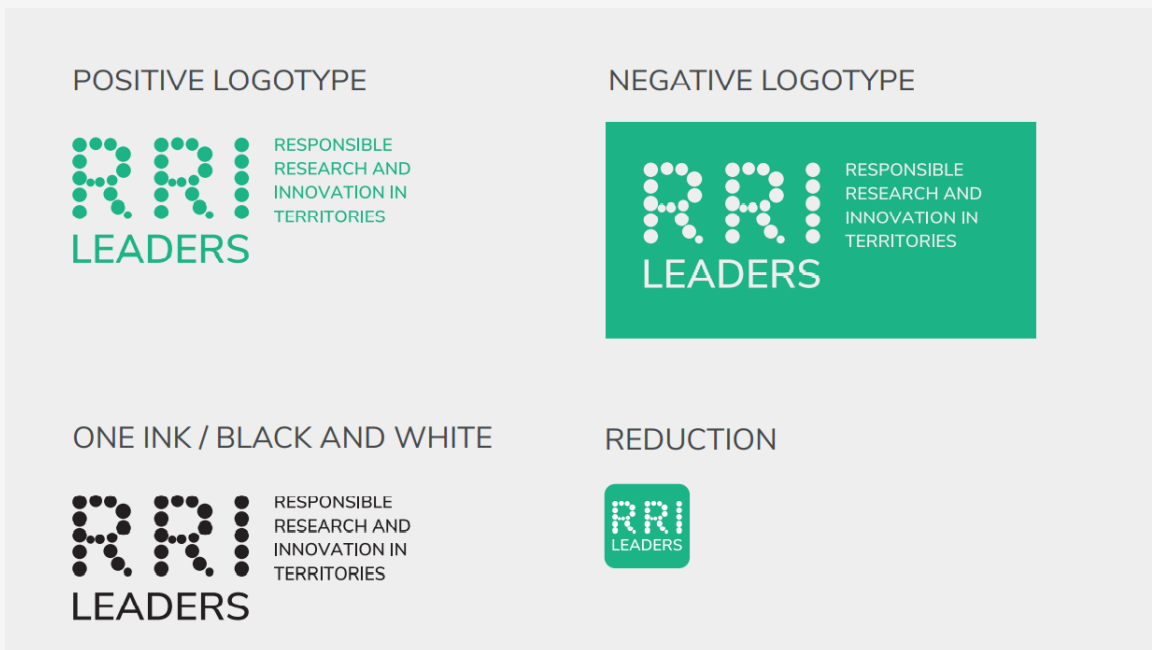 POSITIVE LOGOTYPE
RRI
LEADERS
RESPONSIBLE
RESEARCH AND
INNOVATION IN
TERRITORIES
NEGATIVE LOGOTYPE
RRI
LEADERS
RESPONSIBLE
RESEARCH AND
INNOVATION IN
TERRITORIES
ONE INK / BLACK AND WHITE
RRI
LEADERS
RESPONSIBLE
RESEARCH AND
INNOVATION IN
TERRITORIES
REDUCTION
RRI
LEADERS